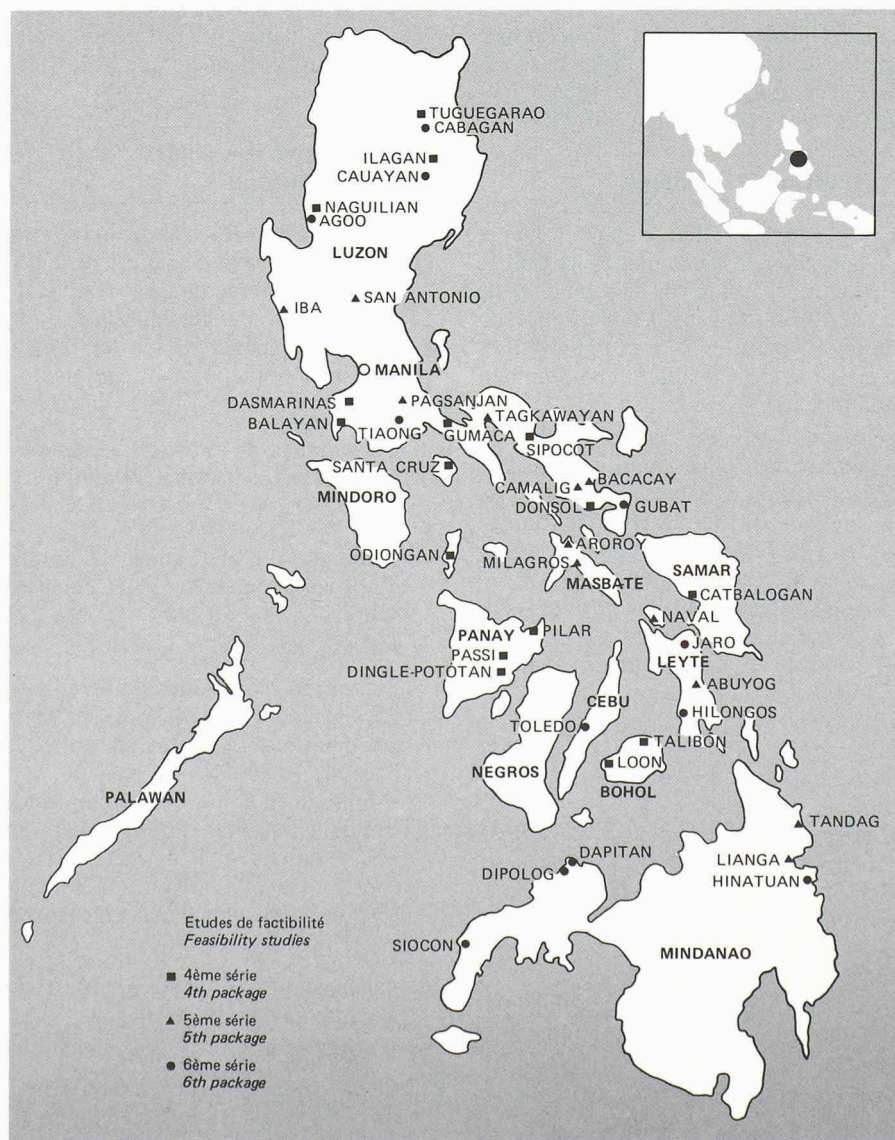 TUGUEGARAO
CABAGAN
ILAGAN
CAUAYAN
NAGUILIAN
AGOO
LUZON
SAN ANTONIO
IBA
MANILA
DASMARINAS
PAGSANJAN
BALAYAN
TIAONG
GUMACA
TAGKAWAYAN
SIPOCOT
SANTA CRUZ
MINDORO
CAMALIG
BACACAY
DONSOL
GUBAT
ODIONGAN
AROROY
MILAGROS
MASBATE
SAMAR
CATBALOGAN
NAVAL
PANAY
PILAR
JARO
PASSI
LEYTE
DINGLE-POTOTAN
ABUYOG
CEBU
HILONGOS
TOLEDO
TALIBON
LOON
NEGROS
BOHOL
PALAWAN
TANDAG
DAPITAN
LIANGA
DIPOLOG
HINATUAN
SIOCON
MINDANAO
Etudes de factibilité
Feasibility studies
4ème série
4th package
5ème série
5th package
6ème série
6th package